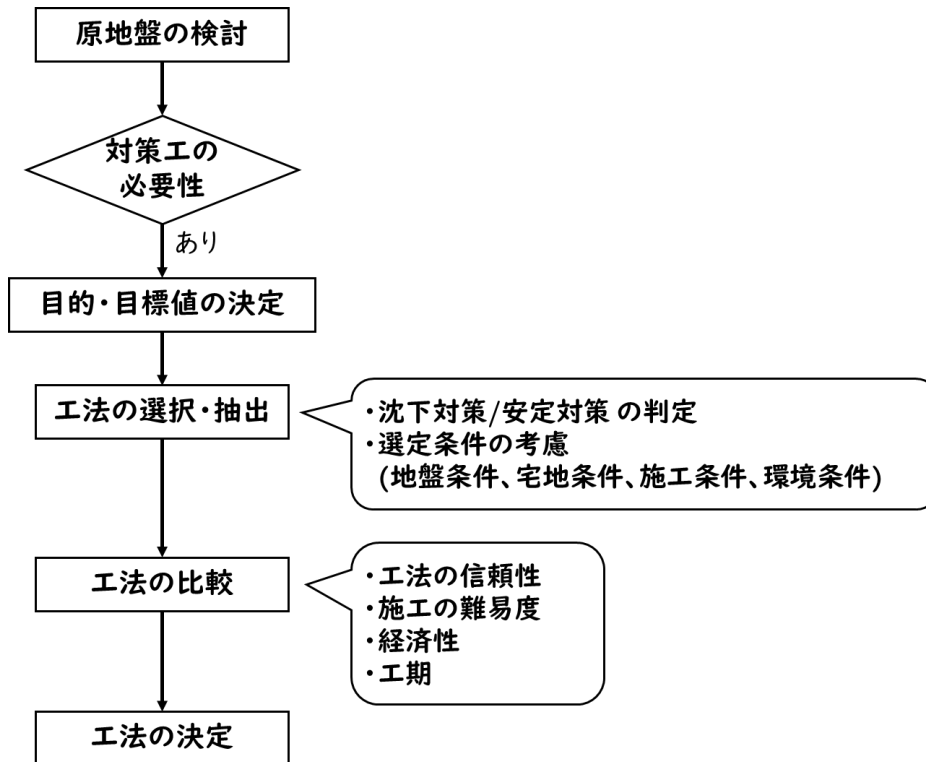 原地盤の検討
対策工の
必要性
あり
目的・目標値の決定
工法の選択・抽出
・沈下対策/安定対策 の判定
・選定条件の考慮
(地盤条件、宅地条件、施工条件、環境条件)
工法の比較
・工法の信頼性
・施工の難易度
・経済性
・工期
工法の決定